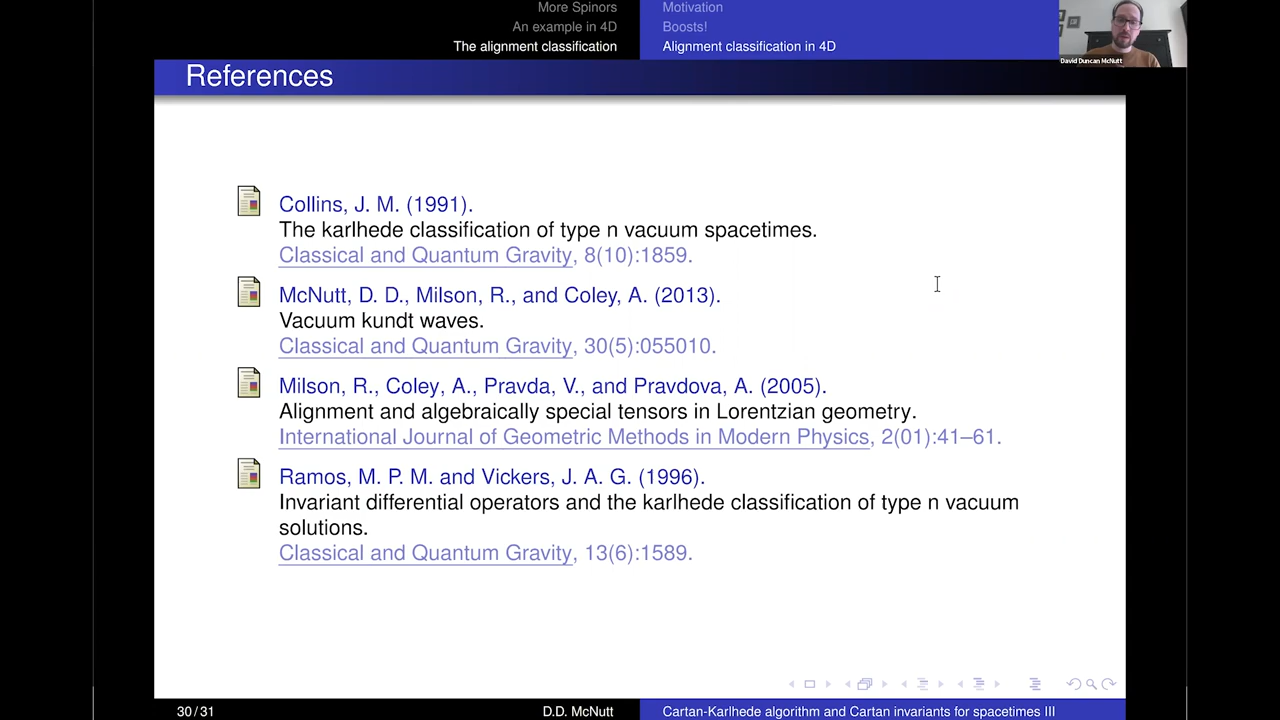 More Spinors
An example in 4D
The alignment classification
Motivation
Boosts!
Alignment classification in 4D
David Duncan McNutt
References
Collins, J. M. (1991).
The karlhede classification of type n vacuum spacetimes.
Classical and Quantum Gravity, 8(10):1859.
McNutt, D. D., Milson, R., and Coley, A. (2013).
Vacuum kundt waves.
Classical and Quantum Gravity, 30(5):055010.
Milson, R., Coley, A., Pravda, V., and Pravdova, A. (2005).
Alignment and algebraically special tensors in Lorentzian geometry.
International Journal of Geometric Methods in Modern Physics, 2(01):41–61.
Ramos, M. P. M. and Vickers, J. A. G. (1996).
Invariant differential operators and the karlhede classification of type n vacuum
solutions.
Classical and Quantum Gravity, 13(6):1589.
30/31
D.D. McNutt
Cartan-Karlhede algorithm and Cartan invariants for spacetimes III